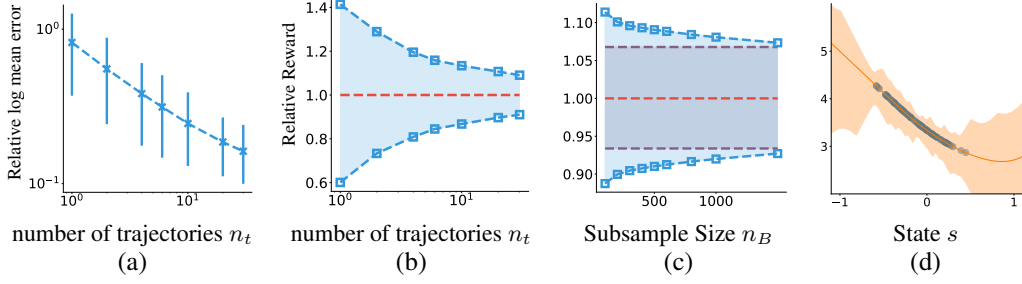 Relative log mean error
10⁰
10⁻¹
10⁰
10¹
number of trajectories nₜ
(a)
Relative Reward
1.4
1.2
1.0
0.8
0.6
10⁰
10¹
number of trajectories nₜ
(b)
1.10
1.05
1.00
0.95
0.90
500
1000
Subsample Size n_B
(c)
5
4
3
-1
0
1
State s
(d)